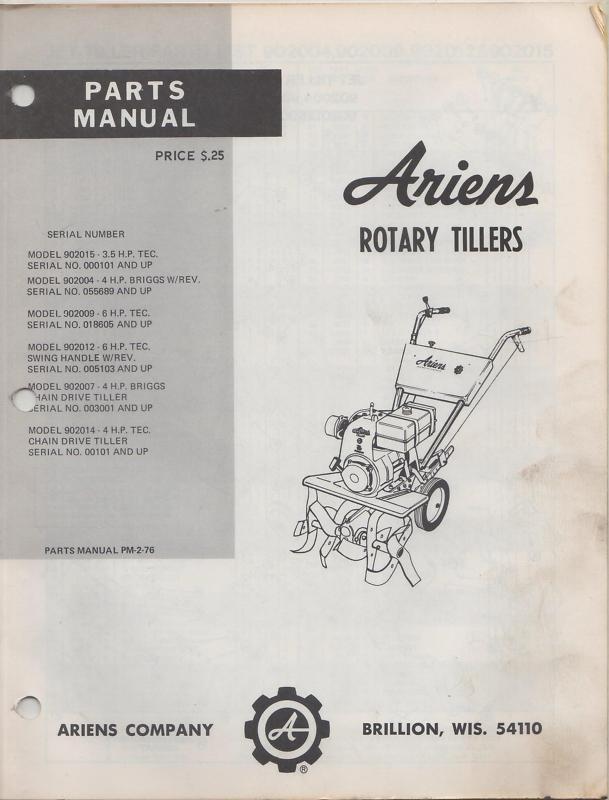 PARTS
MANUAL
PRICE $.25
Ariens
ROTARY TILLERS
SERIAL NUMBER
MODEL 902015 - 3.5 H.P. TEC.
SERIAL NO. 000101 AND UP
MODEL 902004 - 4 H.P. BRIGGS W/REV.
SERIAL NO. 055689 AND UP
MODEL 902009 - 6 H.P. TEC.
SERIAL NO. 018605 AND UP
MODEL 902012 - 6 H.P. TEC.
SWING HANDLE W/REV.
SERIAL NO. 005103 AND UP
MODEL 902007 - 4 H.P. BRIGGS
HAIN DRIVE TILLER
ERIAL NO. 003001 AND UP
MODEL 902014 - 4 H.P. TEC.
CHAIN DRIVE TILLER
SERIAL NO. 00101 AND UP
Ariens
PARTS MANUAL PM-2-76
ARIENS COMPANY
A
®
BRILLION, WIS. 54110